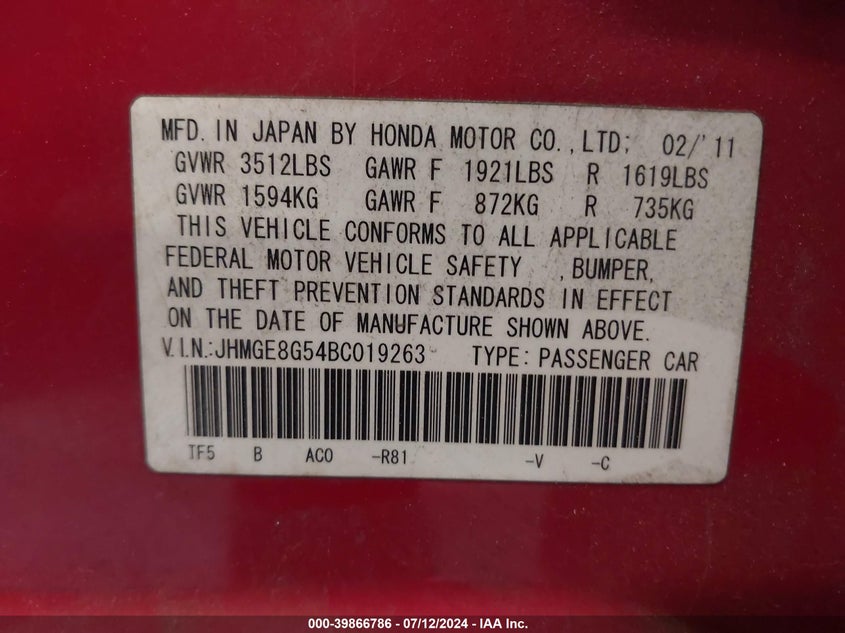 MFD. IN JAPAN BY HONDA MOTOR CO., LTD; 02/'11
GVWR 3512LBS GAWR F 1921LBS R 1619LBS
GVWR 1594KG GAWR F 872KG R 735KG
THIS VEHICLE CONFORMS TO ALL APPLICABLE
FEDERAL MOTOR VEHICLE SAFETY , BUMPER,
AND THEFT PREVENTION STANDARDS IN EFFECT
ON THE DATE OF MANUFACTURE SHOWN ABOVE.
V.I.N.:JHMGE8G54BC019263 TYPE: PASSENGER CAR
TF5 B AC0 -R81 -V -C
000-39866786 - 07/12/2024 - IAA Inc.